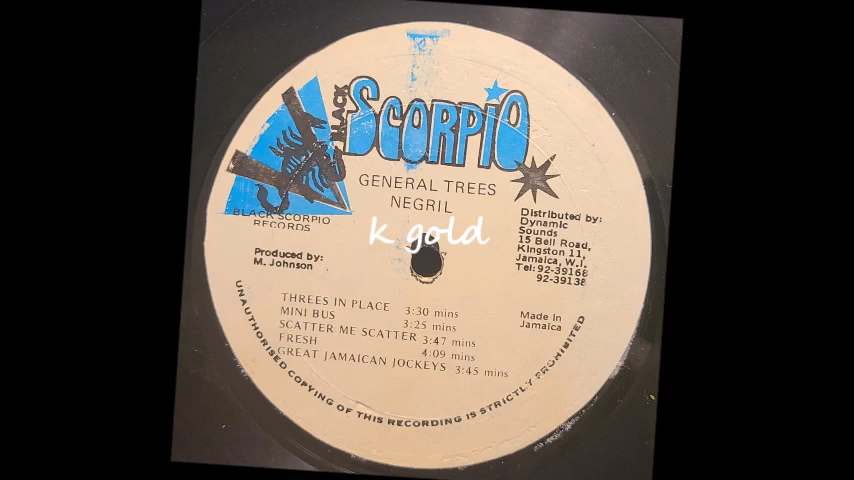 BLACK SCORPIO
GENERAL TREES
NEGRIL
k gold
BLACK SCORPIO
RECORDS
Produced by:
M. Johnson
Distributed by:
Dynamic
Sounds
15 Bell Road,
Kingston 11,
Jamaica, W.I.
Tel: 92-39168
92-39138
Made in
Jamaica
THREES IN PLACE 3:30 mins
MINI BUS 3:25 mins
SCATTER ME SCATTER 3:47 mins
FRESH 4:09 mins
GREAT JAMAICAN JOCKEYS 3:45 mins
UNAUTHORISED COPYING OF THIS RECORDING IS STRICTLY PROHIBITED